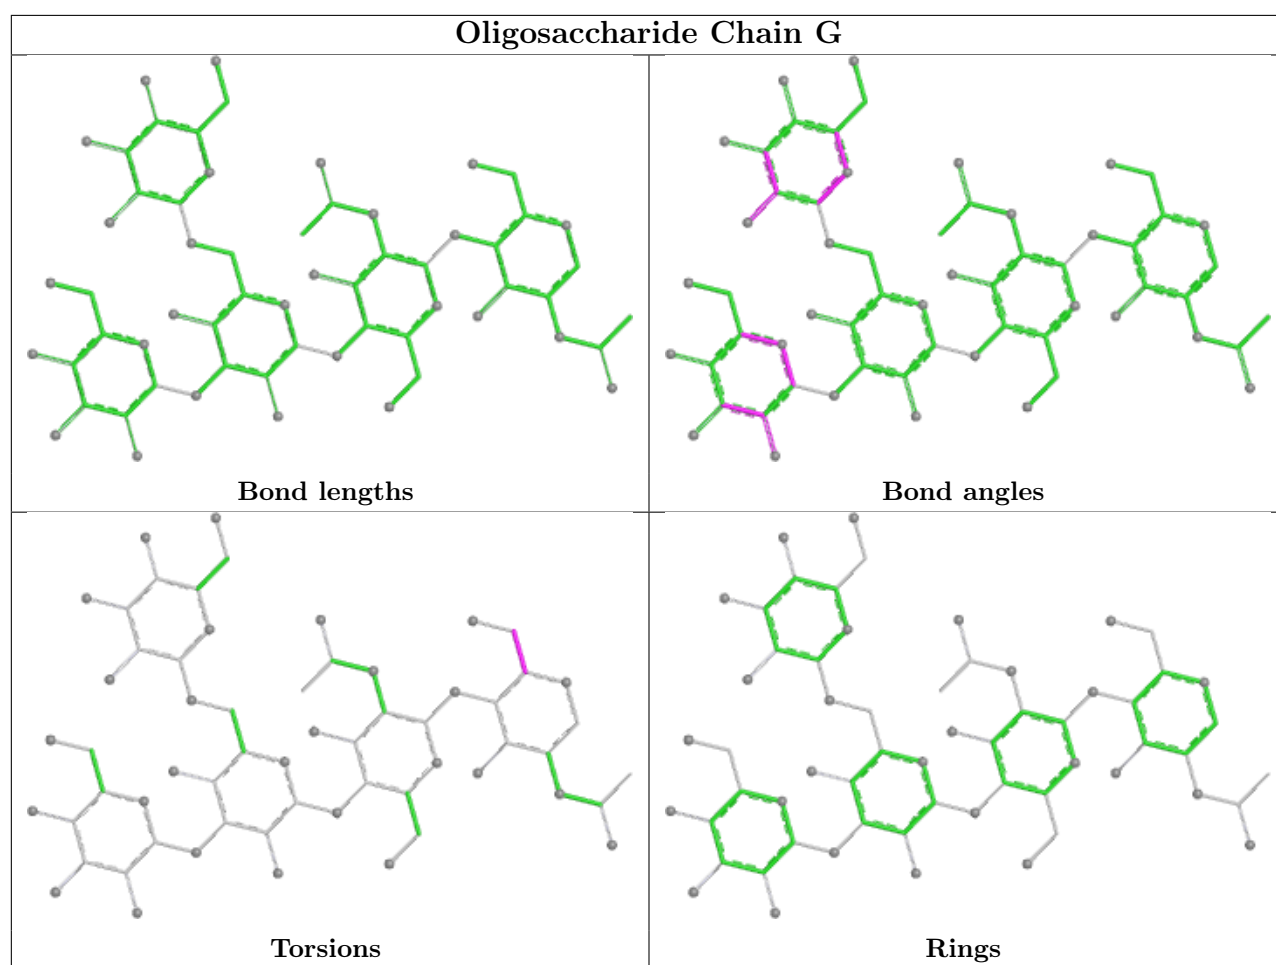 Oligosaccharide Chain G
Bond lengths
Bond angles
Torsions
Rings